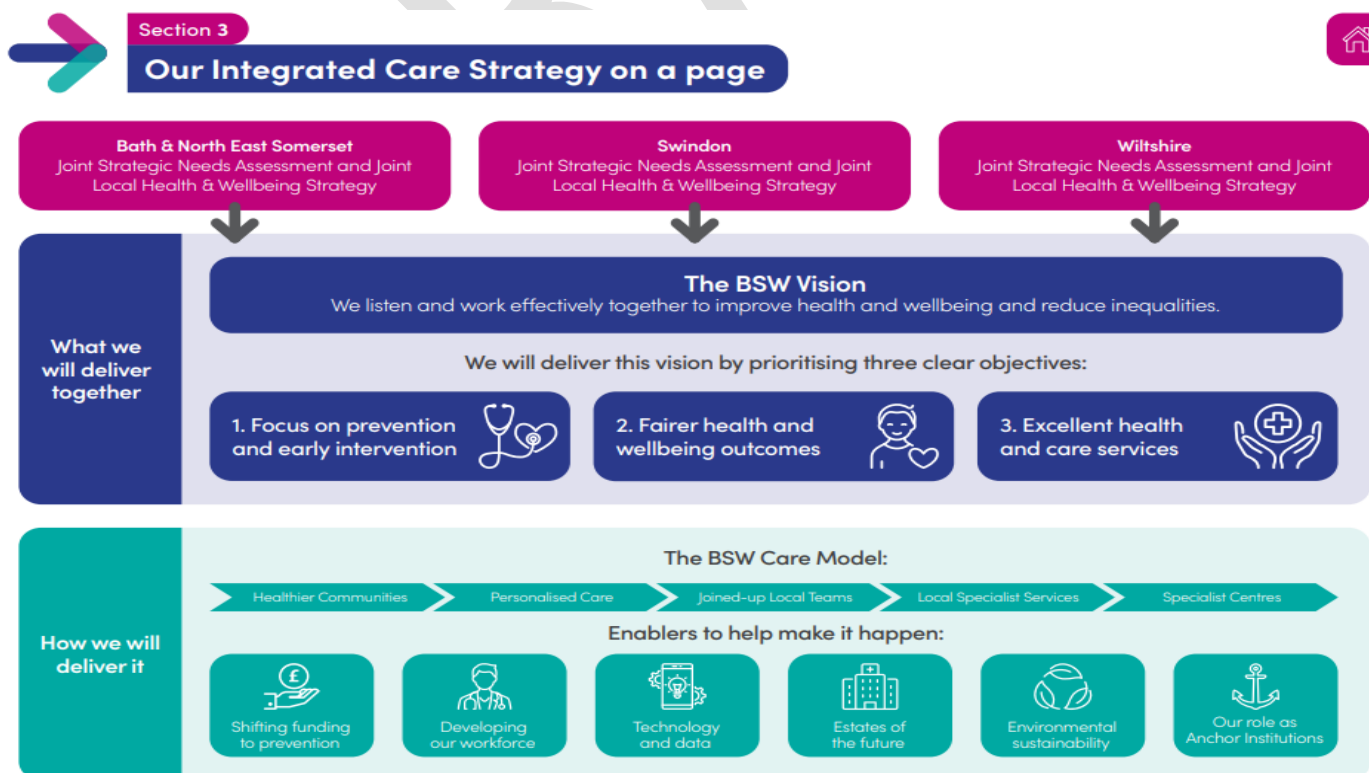 Section 3
Our Integrated Care Strategy on a page
Bath & North East Somerset
Joint Strategic Needs Assessment and Joint
Local Health & Wellbeing Strategy
Swindon
Joint Strategic Needs Assessment and Joint
Local Health & Wellbeing Strategy
Wiltshire
Joint Strategic Needs Assessment and Joint
Local Health & Wellbeing Strategy
What we
will deliver
together
The BSW Vision
We listen and work effectively together to improve health and wellbeing and reduce inequalities.
We will deliver this vision by prioritising three clear objectives:
1. Focus on prevention
and early intervention
2. Fairer health and
wellbeing outcomes
3. Excellent health
and care services
How we will
deliver it
The BSW Care Model:
Healthier Communities
Personalised Care
Joined-up Local Teams
Local Specialist Services
Specialist Centres
Enablers to help make it happen:
£
Shifting funding
to prevention
Developing
our workforce
Technology
and data
Estates of
the future
Environmental
sustainability
Our role as
Anchor Institutions